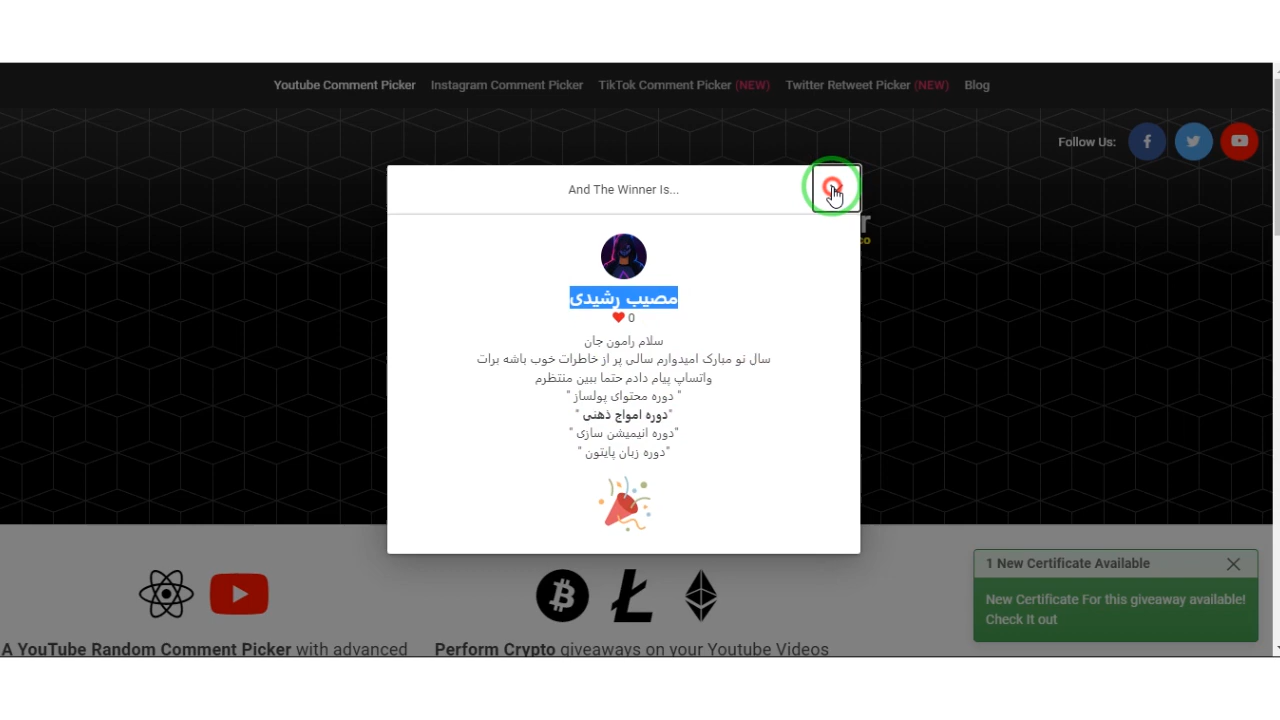 Youtube Comment Picker Instagram Comment Picker TikTok Comment Picker (NEW) Twitter Retweet Picker (NEW) Blog
Follow Us:
And The Winner Is...
مصیب رشیدی
0
سلام رامون جان
سال نو مبارک امیدوارم سالی پر از خاطرات خوب باشه برات
واتساپ پیام دادم حتما ببین منتظرم
" دوره محتوای پولساز "
"دوره امواج ذهنی "
"دوره انیمیشن سازی "
"دوره زبان پایتون "
1 New Certificate Available
New Certificate For this giveaway available!
Check It out
A YouTube Random Comment Picker with advanced
Perform Crypto giveaways on your Youtube Videos